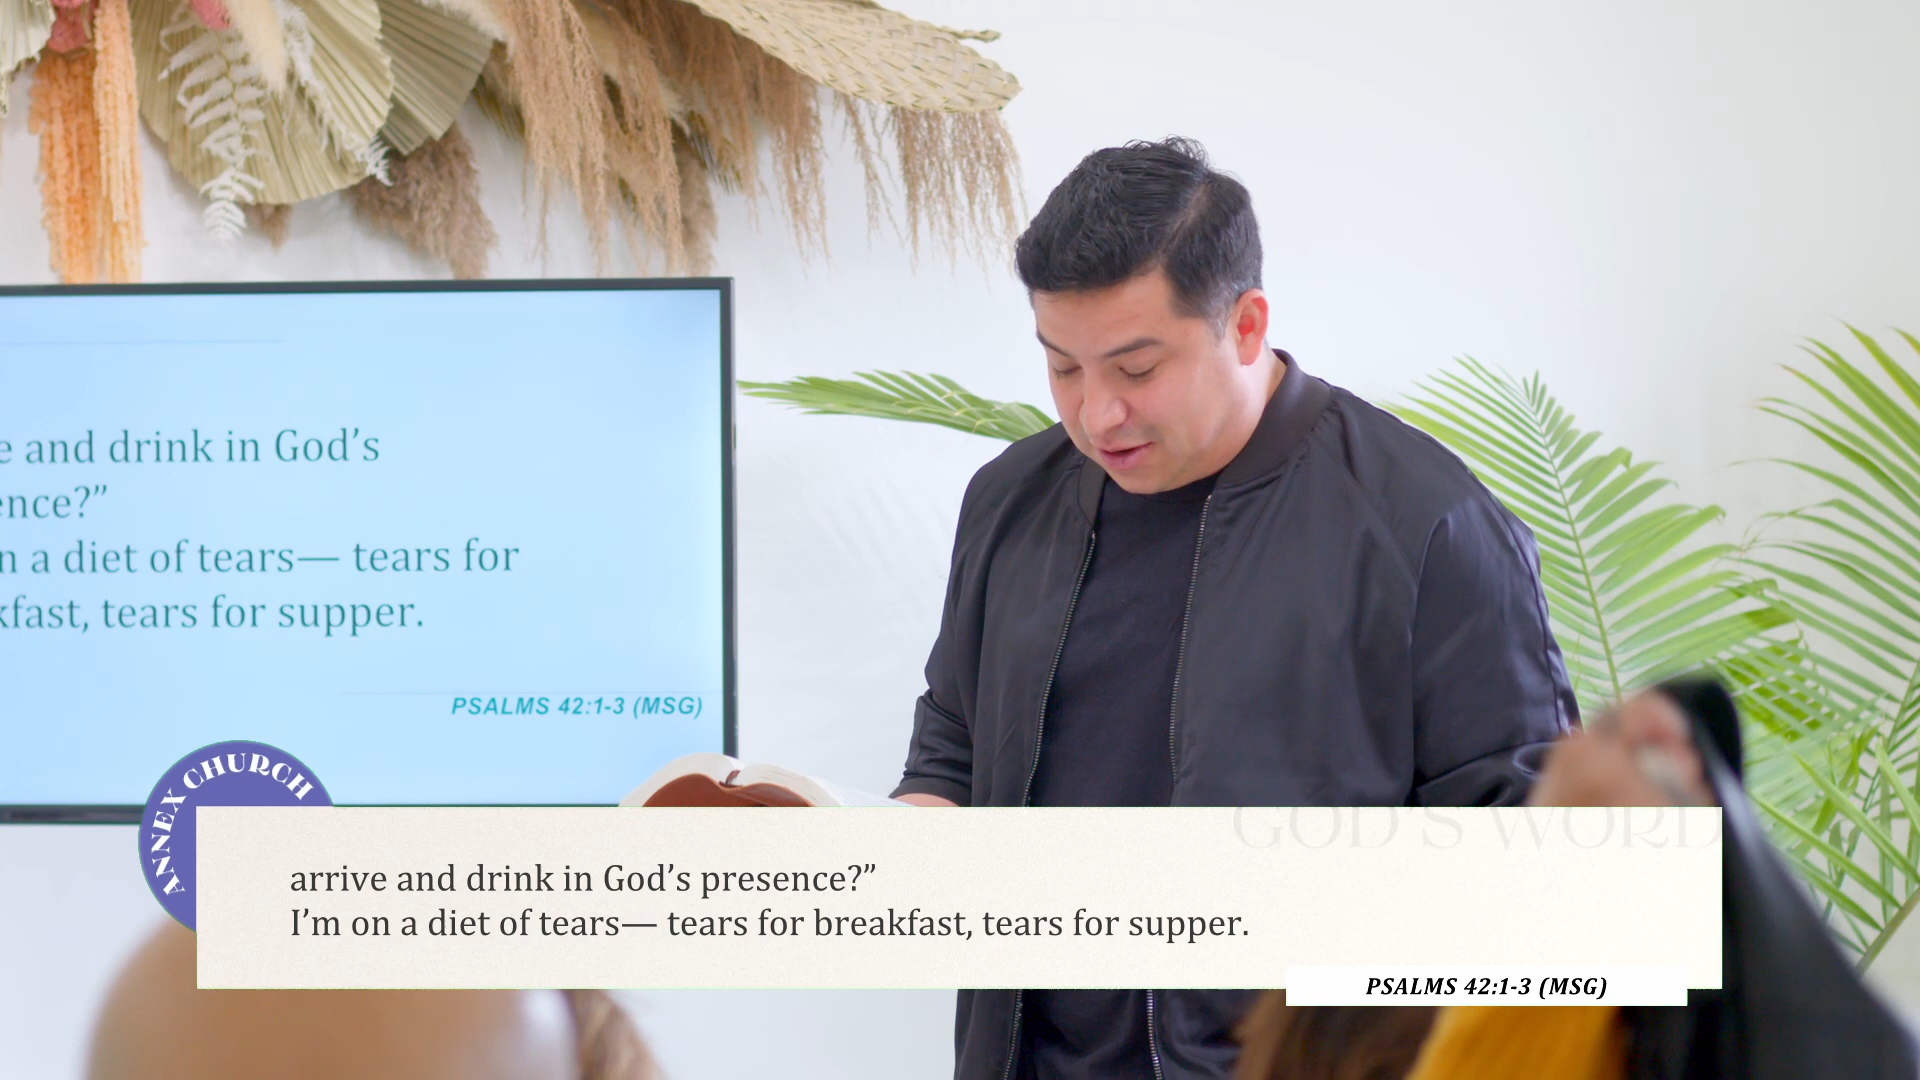 e and drink in God’s
ence?”
n a diet of tears— tears for
kfast, tears for supper.
PSALMS 42:1-3 (MSG)
ANNEX CHURCH
GOD'S WORD
arrive and drink in God’s presence?”
I’m on a diet of tears— tears for breakfast, tears for supper.
PSALMS 42:1-3 (MSG)